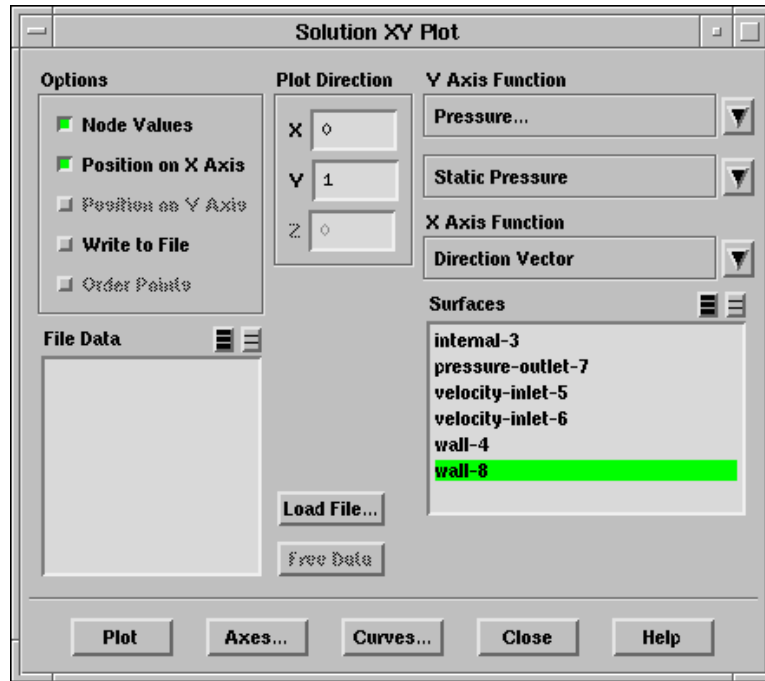 Solution XY Plot
Options
Node Values
Position on X Axis
Position on Y Axis
Write to File
Order Points
Plot Direction
X 0
Y 1
Z 0
Y Axis Function
Pressure...
Static Pressure
X Axis Function
Direction Vector
Surfaces
internal-3
pressure-outlet-7
velocity-inlet-5
velocity-inlet-6
wall-4
wall-8
File Data
Load File...
Free Data
Plot
Axes...
Curves...
Close
Help